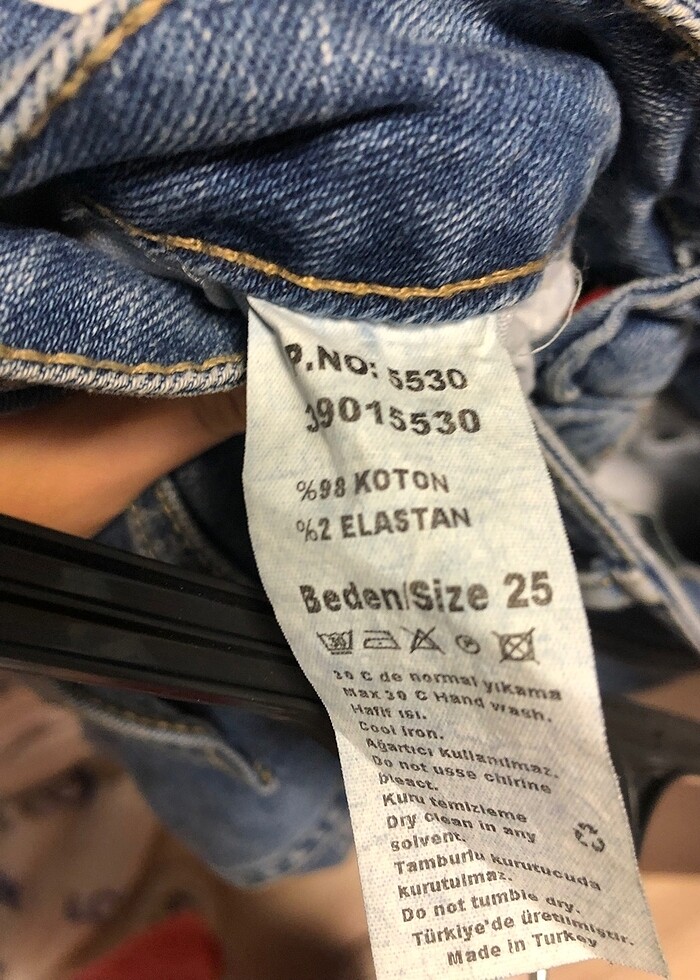 P.NO: 5530
39015530
%98 KOTON
%2 ELASTAN
Beden/Size 25
30
30 C de normal yıkama
Max 30 C Hand wash.
Hafif ısı.
Cool iron.
Ağartıcı kullanılmaz.
Do not usse chirine
bleact.
Kuru temizleme
Dry Clean in any
solvent.
Tamburlu kurutucuda
kurutulmaz.
Do not tumble dry.
Türkiye'de üretilmiştir.
Made in Turkey